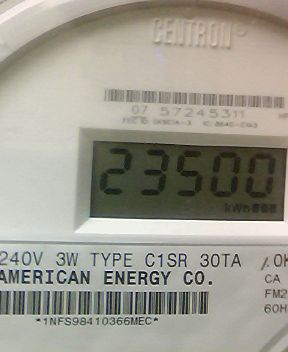 CENTRON®
07 57245311
23500
kWh
240V 3W TYPE C1SR 30TA
AMERICAN ENERGY CO.
CA
FM2
60H
*1NFS98410366MEC*